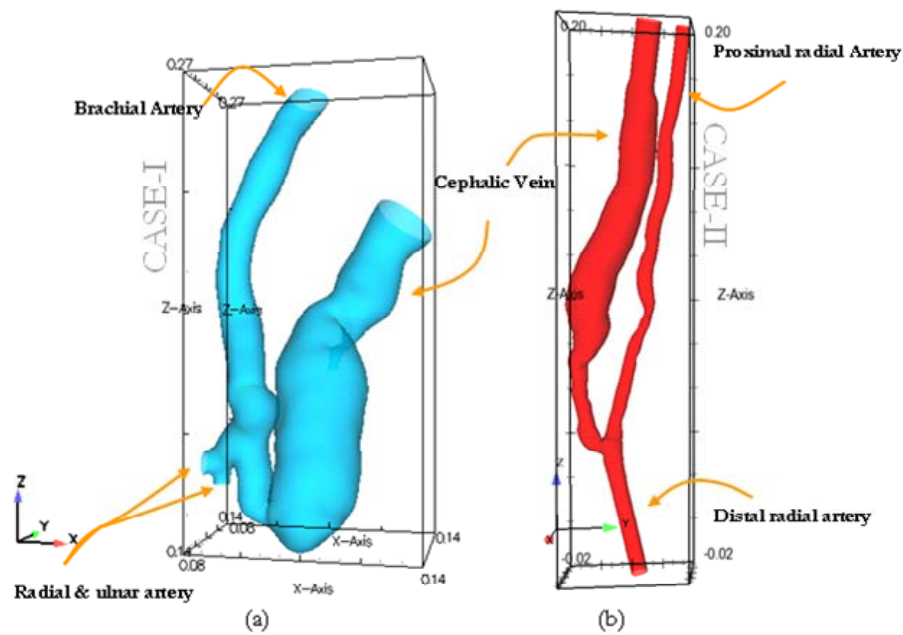 0.27
0.27
Brachial Artery
CASE-I
Cephalic Vein
Z-Axis
Z-Axis
Z
Y
X
0.14
0.08
0.14
0.08
X-Axis
X-Axis
0.14
0.14
Radial & ulnar artery
(a)
0.20
0.20
Proximal radial Artery
CASE-II
Z-Axis
Z-Axis
Z
Y
X
Distal radial artery
-0.02
-0.02
(b)